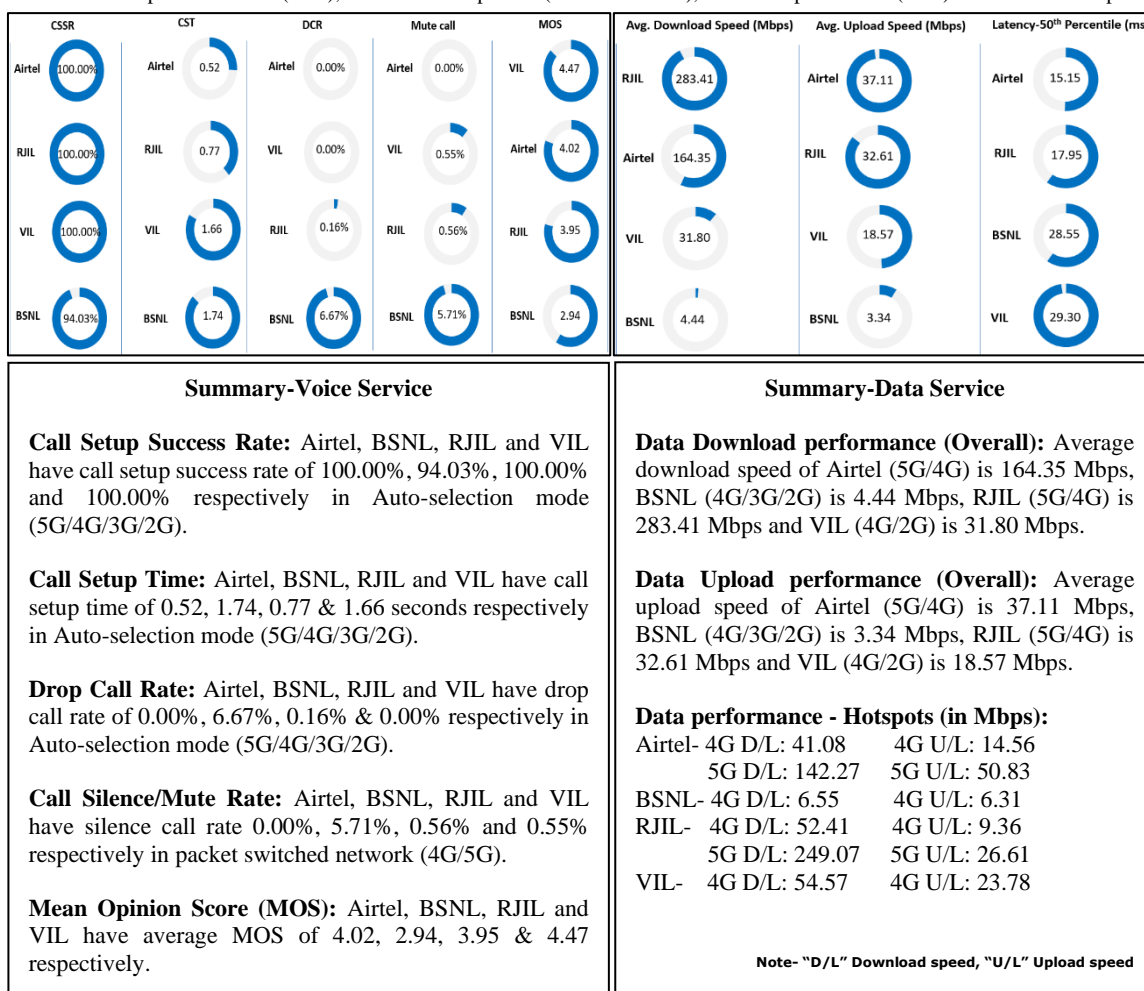 CSSR CST DCR Mute call MOS
Airtel 100.00% Airtel 0.52 Airtel 0.00% Airtel 0.00% VIL 4.47
RJIL 100.00% RJIL 0.77 VIL 0.00% VIL 0.55% Airtel 4.02
VIL 100.00% VIL 1.66 RJIL 0.16% RJIL 0.56% RJIL 3.95
BSNL 94.03% BSNL 1.74 BSNL 6.67% BSNL 5.71% BSNL 2.94
Avg. Download Speed (Mbps) Avg. Upload Speed (Mbps) Latency-50th Percentile (ms
RJIL 283.41 Airtel 37.11 Airtel 15.15
Airtel 164.35 RJIL 32.61 RJIL 17.95
VIL 31.80 VIL 18.57 BSNL 28.55
BSNL 4.44 BSNL 3.34 VIL 29.30
Summary-Voice Service
Call Setup Success Rate: Airtel, BSNL, RJIL and VIL
have call setup success rate of 100.00%, 94.03%, 100.00%
and 100.00% respectively in Auto-selection mode
(5G/4G/3G/2G).
Call Setup Time: Airtel, BSNL, RJIL and VIL have call
setup time of 0.52, 1.74, 0.77 & 1.66 seconds respectively
in Auto-selection mode (5G/4G/3G/2G).
Drop Call Rate: Airtel, BSNL, RJIL and VIL have drop
call rate of 0.00%, 6.67%, 0.16% & 0.00% respectively in
Auto-selection mode (5G/4G/3G/2G).
Call Silence/Mute Rate: Airtel, BSNL, RJIL and VIL
have silence call rate 0.00%, 5.71%, 0.56% and 0.55%
respectively in packet switched network (4G/5G).
Mean Opinion Score (MOS): Airtel, BSNL, RJIL and
VIL have average MOS of 4.02, 2.94, 3.95 & 4.47
respectively.
Summary-Data Service
Data Download performance (Overall): Average
download speed of Airtel (5G/4G) is 164.35 Mbps,
BSNL (4G/3G/2G) is 4.44 Mbps, RJIL (5G/4G) is
283.41 Mbps and VIL (4G/2G) is 31.80 Mbps.
Data Upload performance (Overall): Average
upload speed of Airtel (5G/4G) is 37.11 Mbps,
BSNL (4G/3G/2G) is 3.34 Mbps, RJIL (5G/4G) is
32.61 Mbps and VIL (4G/2G) is 18.57 Mbps.
Data performance - Hotspots (in Mbps):
Airtel- 4G D/L: 41.08 4G U/L: 14.56
5G D/L: 142.27 5G U/L: 50.83
BSNL- 4G D/L: 6.55 4G U/L: 6.31
RJIL- 4G D/L: 52.41 4G U/L: 9.36
5G D/L: 249.07 5G U/L: 26.61
VIL- 4G D/L: 54.57 4G U/L: 23.78
Note- “D/L” Download speed, “U/L” Upload speed